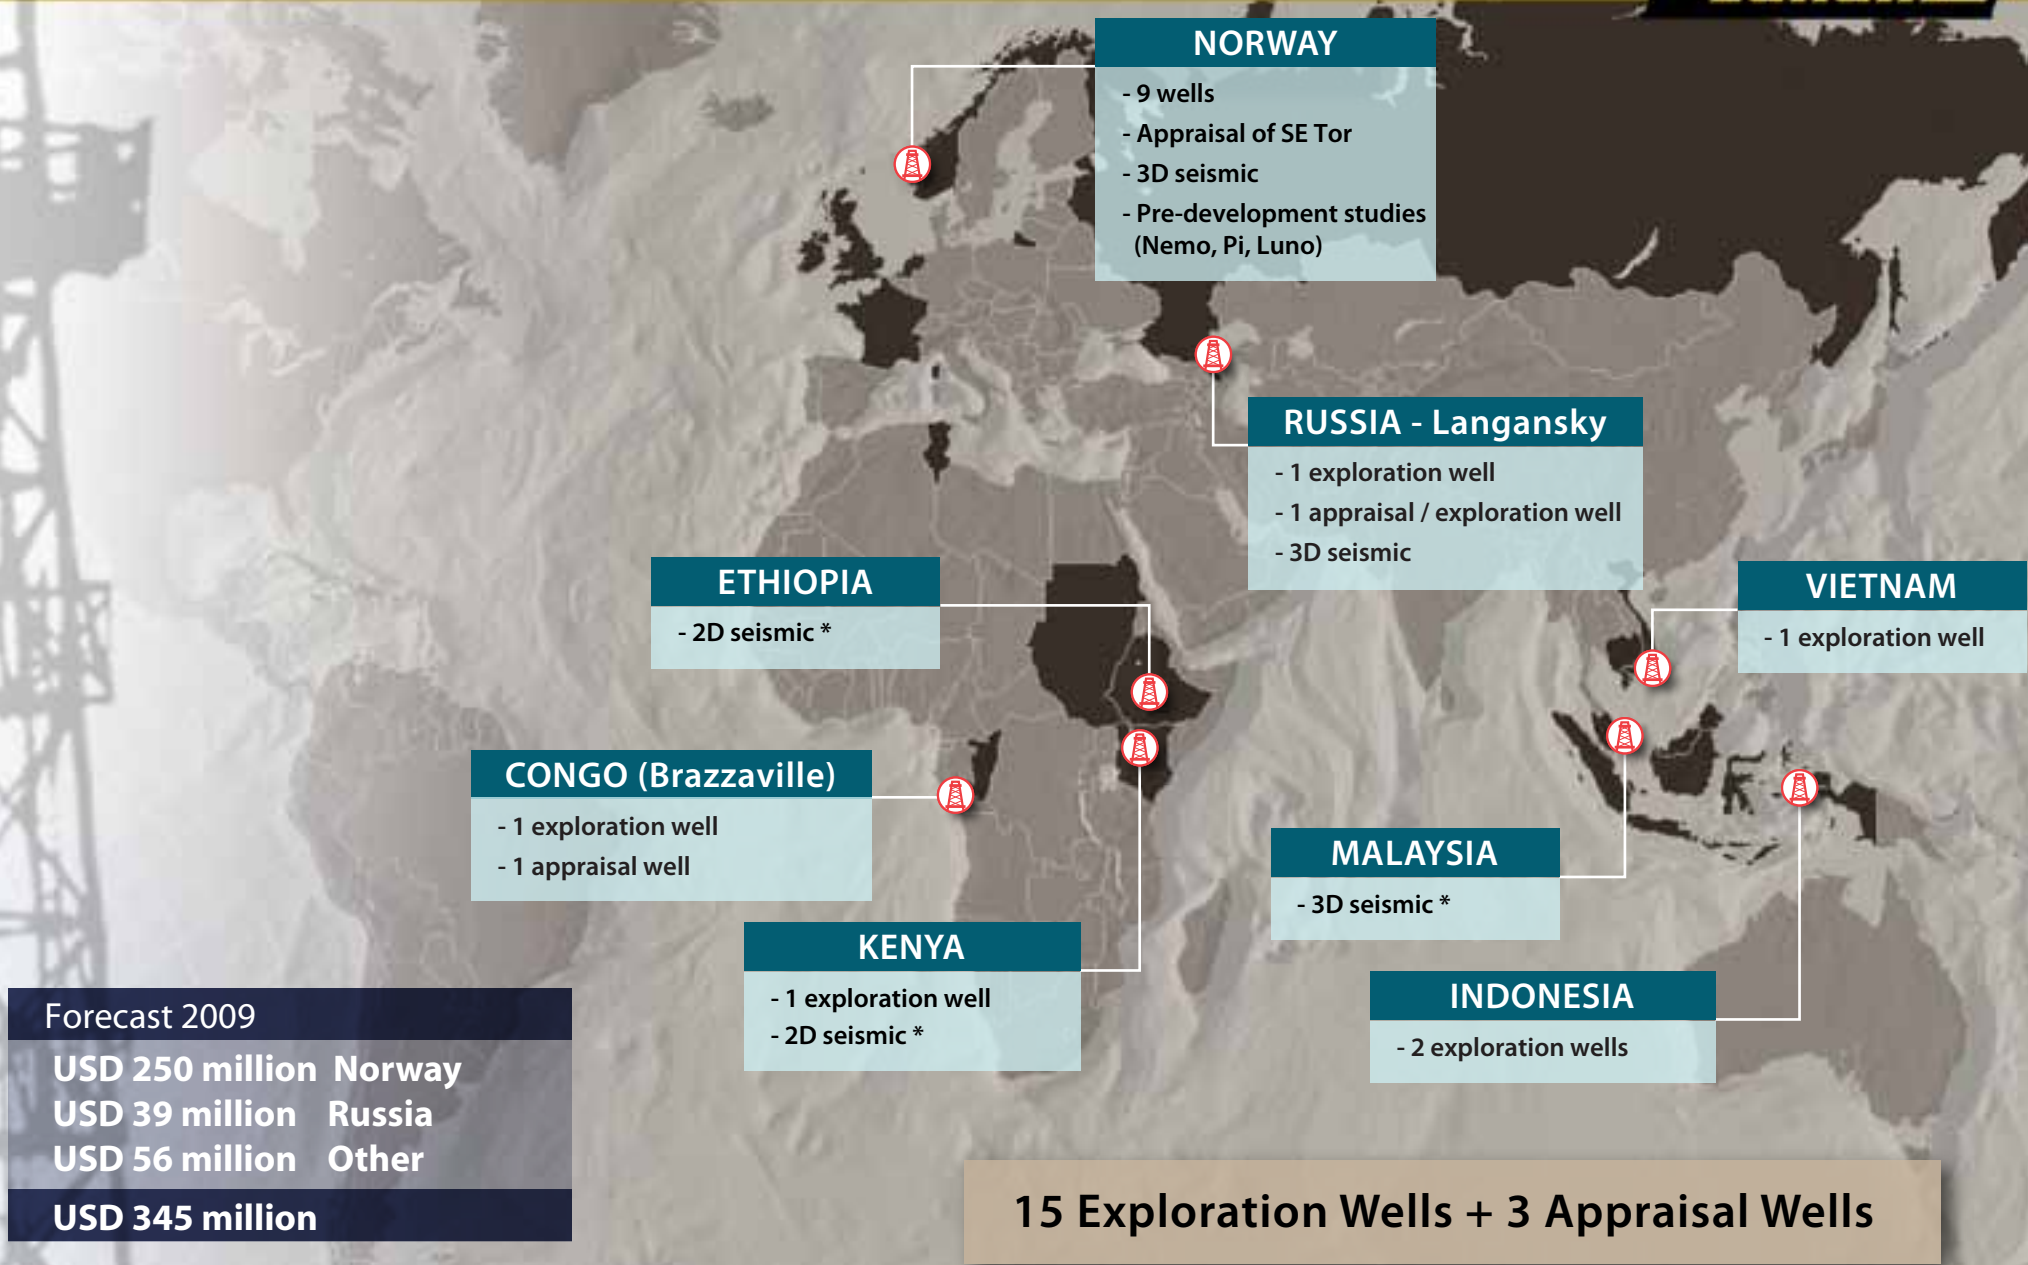 NORWAY
- 9 wells
- Appraisal of SE Tor
- 3D seismic
- Pre-development studies
(Nemo, Pi, Luno)
RUSSIA - Langansky
- 1 exploration well
- 1 appraisal / exploration well
- 3D seismic
ETHIOPIA
- 2D seismic *
VIETNAM
- 1 exploration well
CONGO (Brazzaville)
- 1 exploration well
- 1 appraisal well
MALAYSIA
- 3D seismic *
KENYA
- 1 exploration well
- 2D seismic *
INDONESIA
- 2 exploration wells
Forecast 2009
USD 250 million Norway
USD 39 million Russia
USD 56 million Other
USD 345 million
15 Exploration Wells + 3 Appraisal Wells